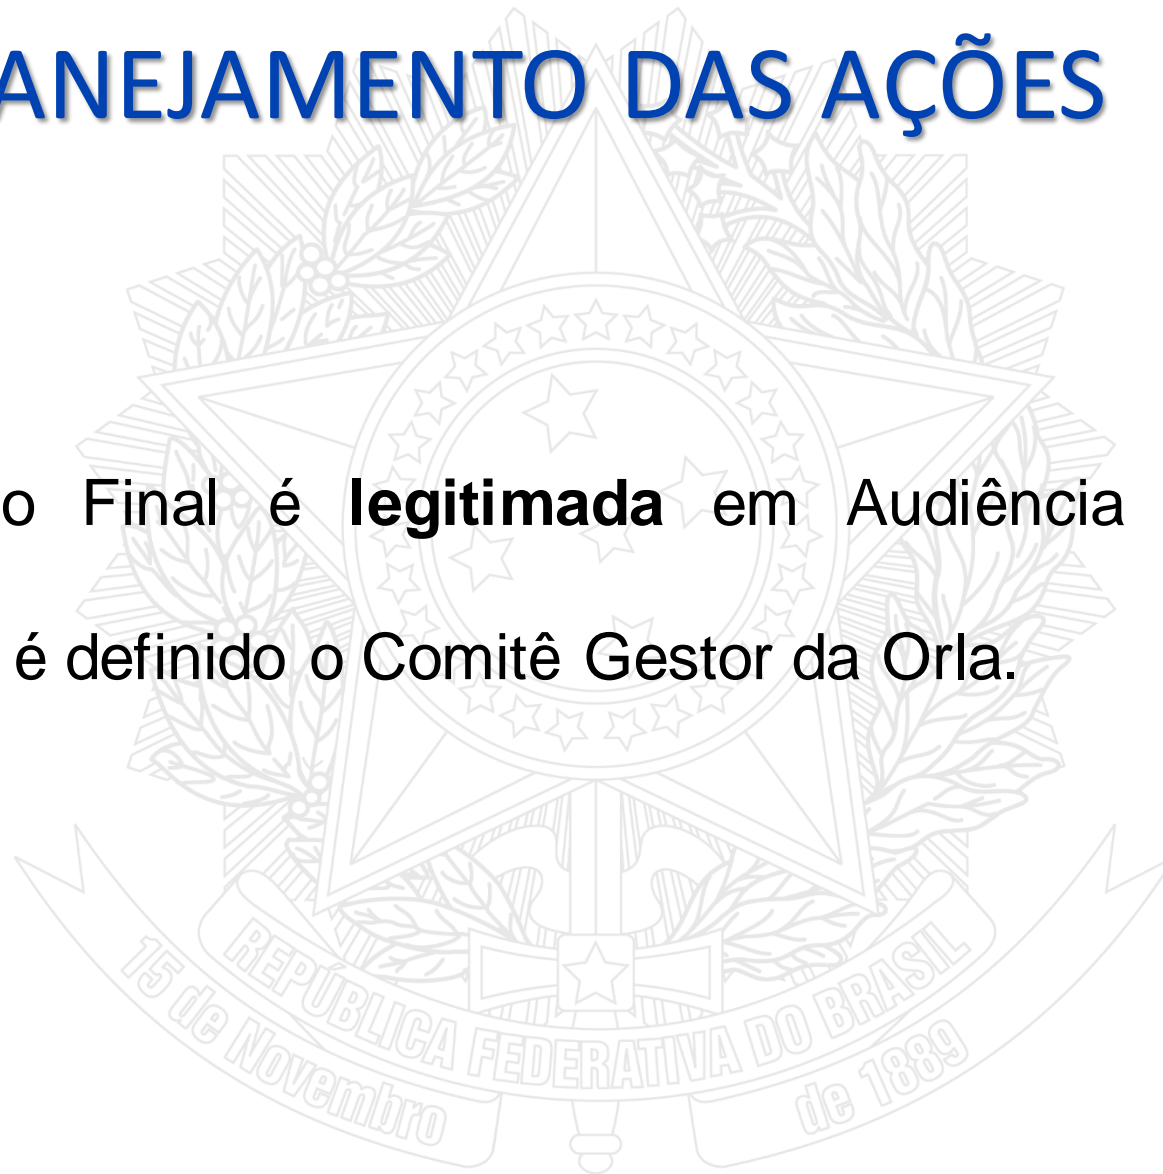 ANEJAMENTO DAS AÇÕES
o Final é legitimada em Audiência
é definido o Comitê Gestor da Orla.
REPÚBLICA FEDERATIVA DO BRASIL
15 de Novembro de 1889